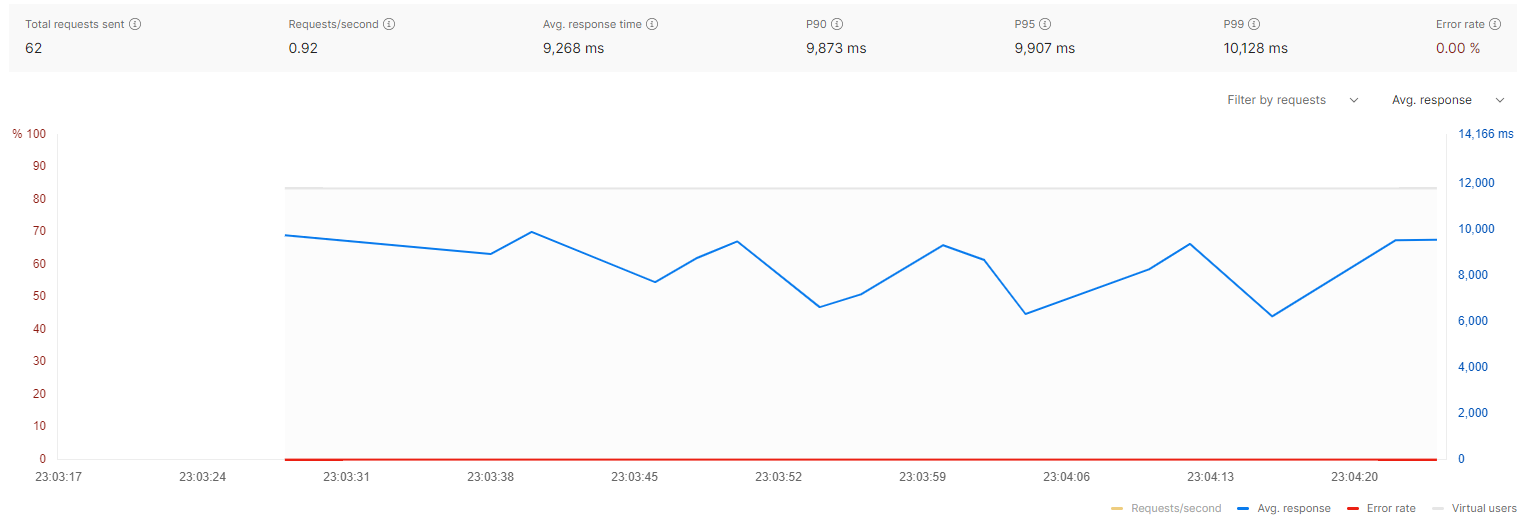 Total requests sent Requests/second Avg. response time P90 P95 P99 Error rate
62 0.92 9,268 ms 9,873 ms 9,907 ms 10,128 ms 0.00 %
Filter by requests Avg. response
% 100 14,166 ms
90
80 12,000
70 10,000
60
50 8,000
40 6,000
30 4,000
20 2,000
10
0 0
23:03:17 23:03:24 23:03:31 23:03:38 23:03:45 23:03:52 23:03:59 23:04:06 23:04:13 23:04:20
Requests/second Avg. response Error rate Virtual users